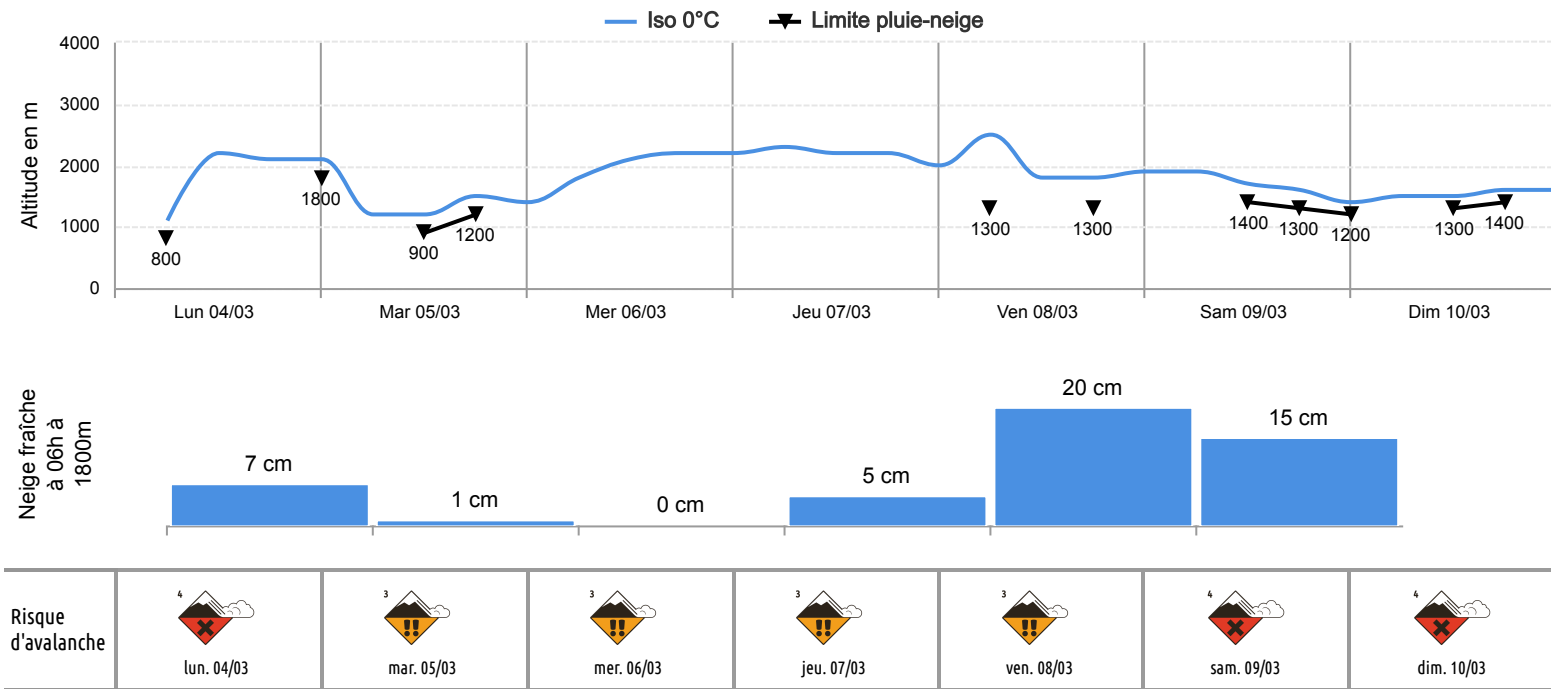 Iso 0°C Limite pluie-neige
Altitude en m
4000
3000
2000
1000
0
800
1800
900
1200
1300
1300
1400
1300
1200
1300
1400
Lun 04/03 Mar 05/03 Mer 06/03 Jeu 07/03 Ven 08/03 Sam 09/03 Dim 10/03
Neige fraîche
à 06h à
1800m
7 cm
1 cm
0 cm
5 cm
20 cm
15 cm
Risque
d'avalanche
4 3 3 3 3 4 4
lun. 04/03 mar. 05/03 mer. 06/03 jeu. 07/03 ven. 08/03 sam. 09/03 dim. 10/03